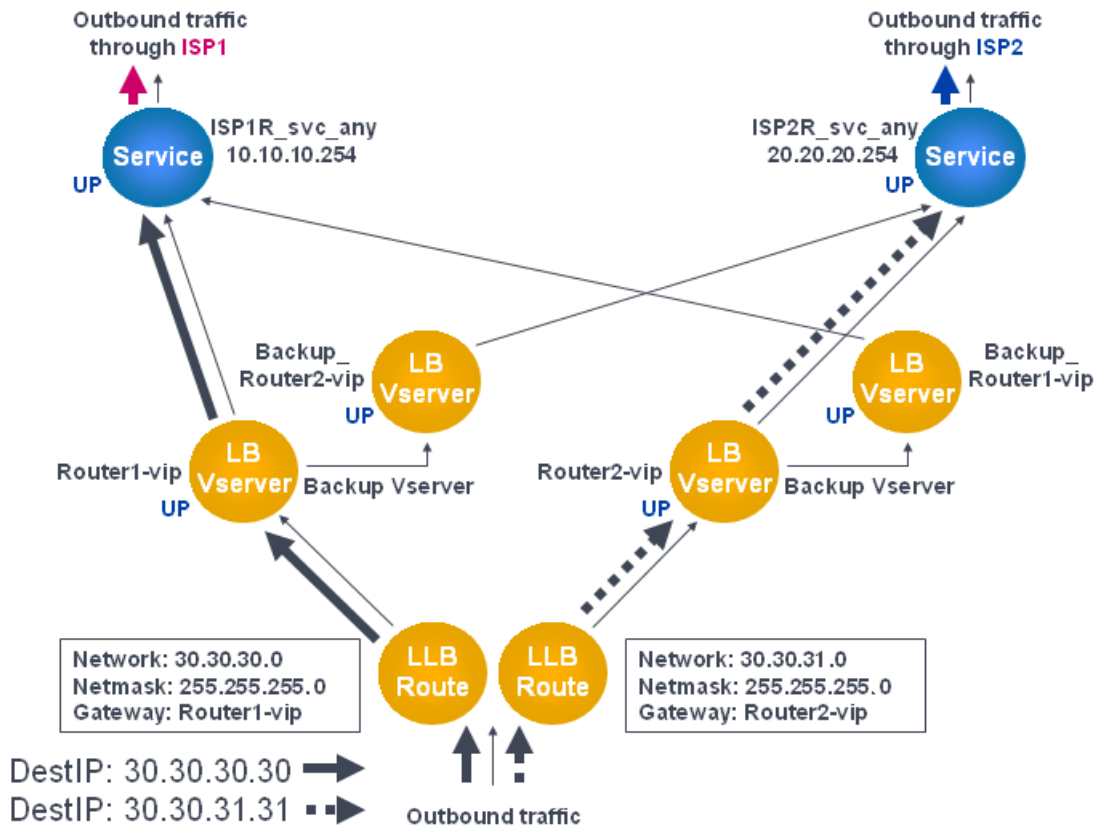 Outbound traffic
through ISP1
Outbound traffic
through ISP2
Service
ISP1R_svc_any
10.10.10.254
UP
ISP2R_svc_any
20.20.20.254
Service
UP
Backup_
Router2-vip
LB
Vserver
UP
LB
Vserver
Backup_
Router1-vip
UP
Router1-vip
LB
Vserver
UP
Backup Vserver
Router2-vip
LB
Vserver
UP
Backup Vserver
Network: 30.30.30.0
Netmask: 255.255.255.0
Gateway: Router1-vip
LLB
Route
LLB
Route
Network: 30.30.31.0
Netmask: 255.255.255.0
Gateway: Router2-vip
DestIP: 30.30.30.30
DestIP: 30.30.31.31
Outbound traffic